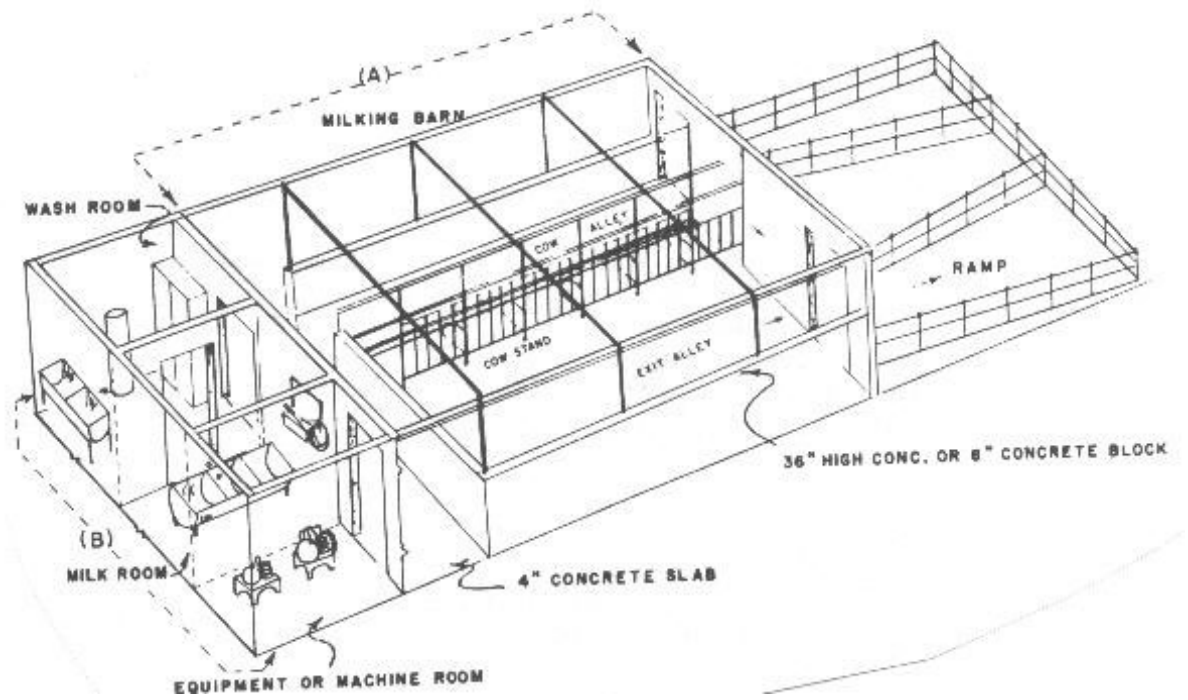 (A)
MILKING BARN
WASH ROOM
COW ALLEY
RAMP
COW STAND
EXIT ALLEY
36" HIGH CONC. OR 8" CONCRETE BLOCK
(B)
MILK ROOM
4" CONCRETE SLAB
EQUIPMENT OR MACHINE ROOM